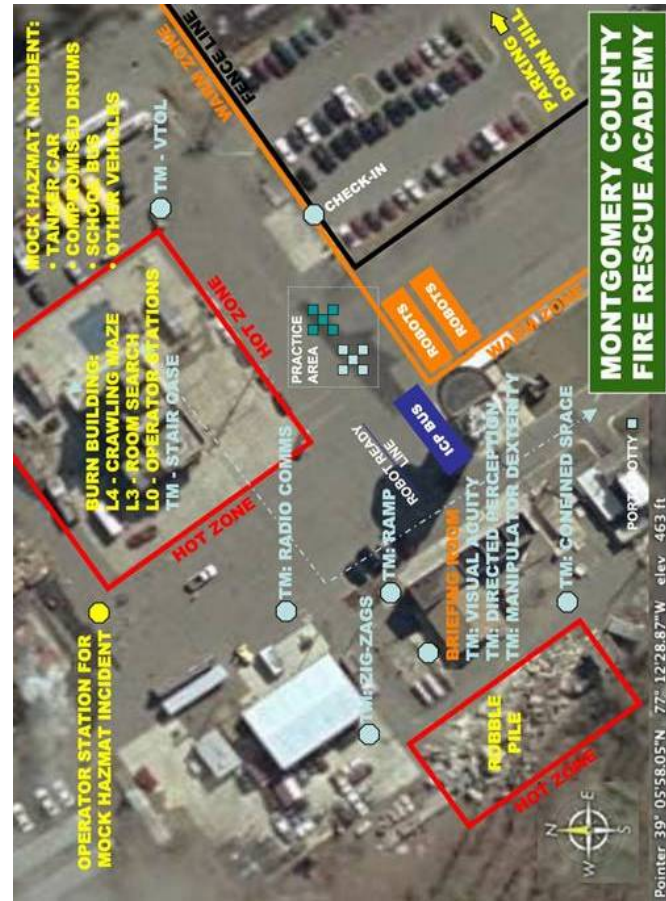 MOCK HAZMAT INCIDENT:
• TANKER CAR
• COMPROMISED DRUMS
• SCHOOL BUS
• OTHER VEHICLES
TM - VTOL
BURN BUILDING:
L4 - CRAWLING MAZE
L3 - ROOM SEARCH
L0 - OPERATOR STATIONS
TM - STAIR CASE
HOT ZONE
HOT ZONE
OPERATOR STATION FOR
MOCK HAZMAT INCIDENT
WARM ZONE
FENCE LINE
CHECK-IN
PARKING
DOWN HILL
PRACTICE
AREA
ROBOTS
ROBOTS
ICP BUS
ROBOT READY
LINE
TM: RADIO COMMS
TM: RAMP
TM: ZIG-ZAGS
BRIEFING ROOM
TM: VISUAL ACUITY
TM: DIRECTED PERCEPTION
TM: MANIPULATOR DEXTERITY
TM: CONFINED SPACE
RUBBLE
PILE
HOT ZONE
N
W
E
S
MONTGOMERY COUNTY
FIRE RESCUE ACADEMY
Pointer 39° 05'58.05"N 77° 12'28.87"W elev 463 ft